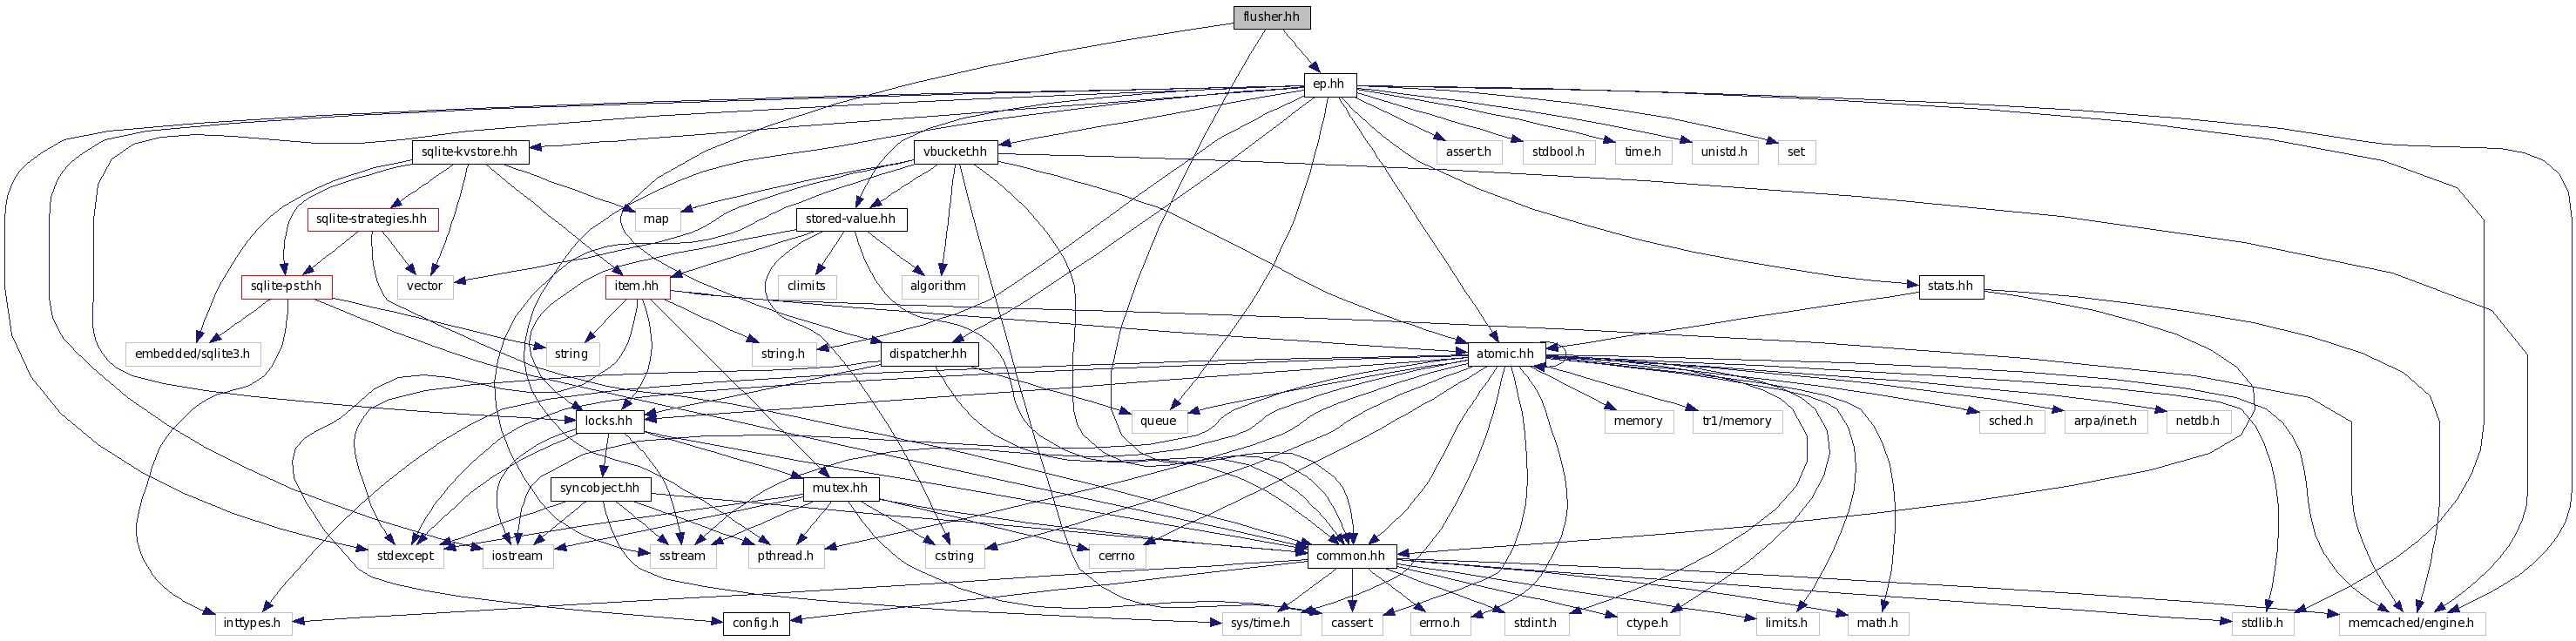 flusher.hh
ep.hh
sqlite-kvstore.hh
vbucket.hh
assert.h
stdbool.h
time.h
unistd.h
set
sqlite-strategies.hh
map
stored-value.hh
sqlite-pst.hh
vector
item.hh
climits
algorithm
stats.hh
embedded/sqlite3.h
string
string.h
dispatcher.hh
atomic.hh
locks.hh
queue
memory
tr1/memory
sched.h
arpa/inet.h
netdb.h
syncobject.hh
mutex.hh
stdexcept
iostream
sstream
pthread.h
cstring
cerrno
common.hh
inttypes.h
config.h
sys/time.h
cassert
errno.h
stdint.h
ctype.h
limits.h
math.h
stdlib.h
memcached/engine.h